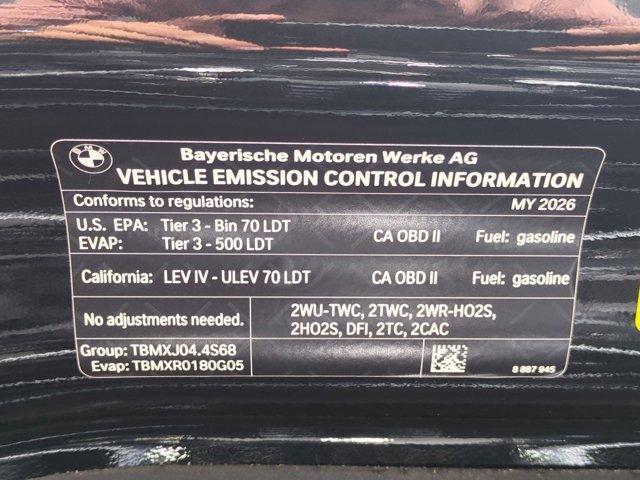 BMW
Bayerische Motoren Werke AG
VEHICLE EMISSION CONTROL INFORMATION
Conforms to regulations: MY 2026
U.S. EPA: Tier 3 - Bin 70 LDT
EVAP: Tier 3 - 500 LDT CA OBD II Fuel: gasoline
California: LEV IV - ULEV 70 LDT CA OBD II Fuel: gasoline
No adjustments needed. 2WU-TWC, 2TWC, 2WR-HO2S,
2HO2S, DFI, 2TC, 2CAC
Group: TBMXJ04.4S68
Evap: TBMXR0180G05 8 887 945